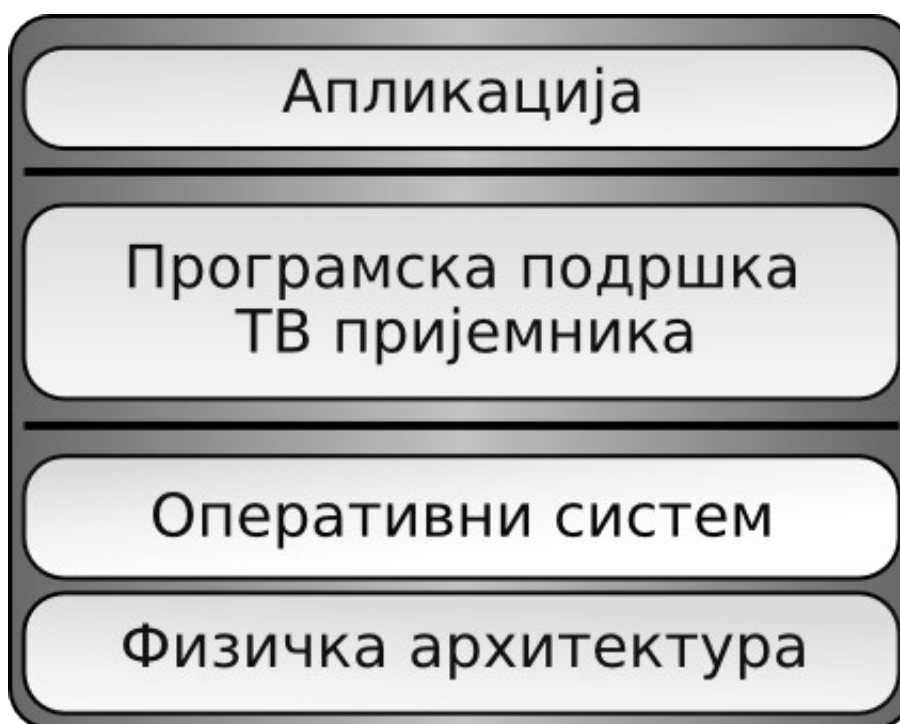 Апликација
Програмска подршка
ТВ пријемника
Оперативни систем
Физичка архитектура